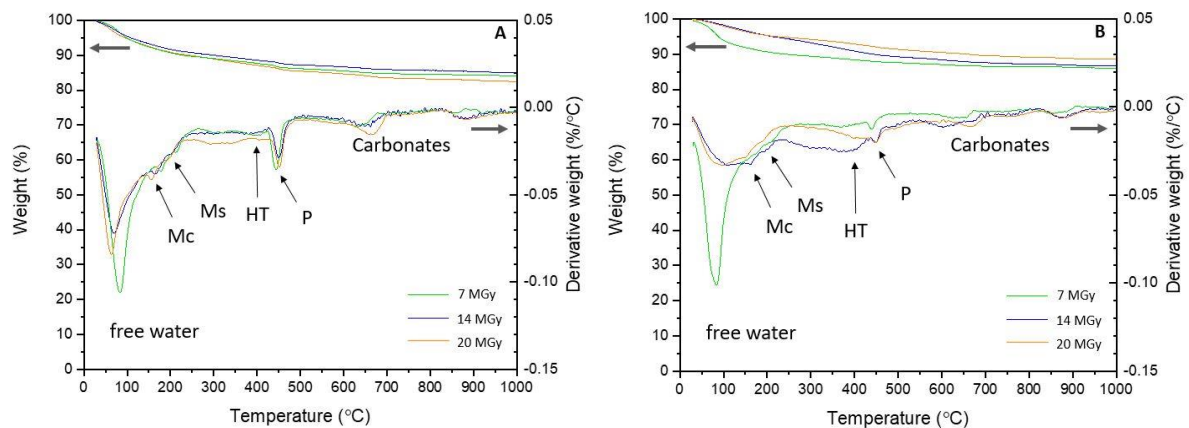 A
Weight (%)
100
90
80
70
60
50
40
30
20
10
0
0.05
0.00
-0.05
-0.10
-0.15
Derivative weight (%/°C)
Carbonates
Ms
HT
P
Mc
free water
7 MGy
14 MGy
20 MGy
0 100 200 300 400 500 600 700 800 900 1000
Temperature (°C)
B
Weight (%)
100
90
80
70
60
50
40
30
20
10
0
0.05
0.00
-0.05
-0.10
-0.15
Derivative weight (%/°C)
Carbonates
Mc
Ms
P
HT
free water
7 MGy
14 MGy
20 MGy
0 100 200 300 400 500 600 700 800 900 1000
Temperature (°C)